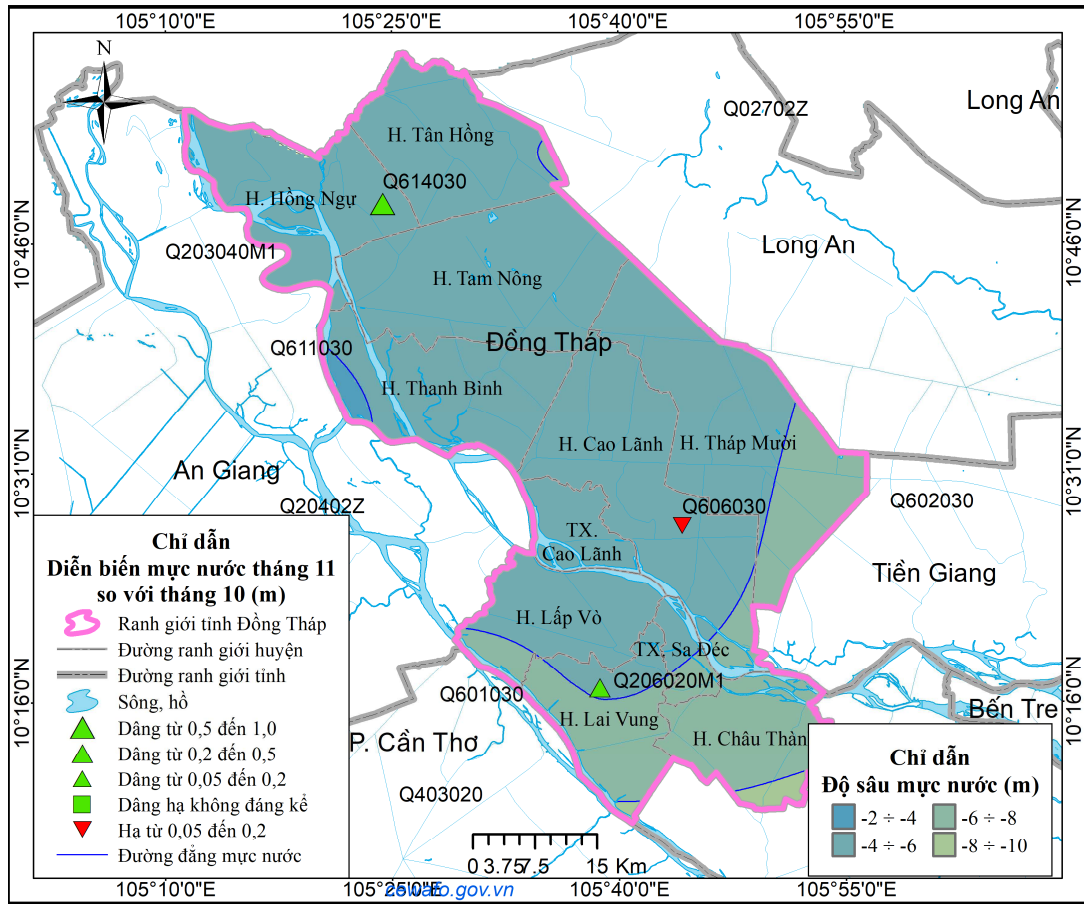 105°10'0"E
105°25'0"E
105°40'0"E
105°55'0"E
N
Long An
Q02702Z
H. Tân Hồng
Q614030
H. Hồng Ngự
10°46'0"N
10°46'0"N
Q203040M1
Long An
H. Tam Nông
Đồng Tháp
Q611030
H. Thanh Bình
H. Cao Lãnh
H. Tháp Mười
An Giang
10°31'0"N
10°31'0"N
Q20402Z
Q606030
Q602030
TX.
Cao Lãnh
Tiền Giang
H. Lấp Vò
TX. Sa Đéc
Q601030
Q206020M1
10°16'0"N
10°16'0"N
Bến Tre
H. Lai Vung
P. Cần Thơ
H. Châu Thàn
Q403020
Chỉ dẫn
Diễn biến mực nước tháng 11
so với tháng 10 (m)
Ranh giới tỉnh Đồng Tháp
Đường ranh giới huyện
Đường ranh giới tỉnh
Sông, hồ
Dâng từ 0,5 đến 1,0
Dâng từ 0,2 đến 0,5
Dâng từ 0,05 đến 0,2
Dâng hạ không đáng kể
Hạ từ 0,05 đến 0,2
Đường đẳng mực nước
Chỉ dẫn
Độ sâu mực nước (m)
-2 ÷ -4
-6 ÷ -8
-4 ÷ -6
-8 ÷ -10
0 3.75 7.5 15 Km
105°10'0"E
105°25'0"E
105°40'0"E
105°55'0"E
cewafo.gov.vn